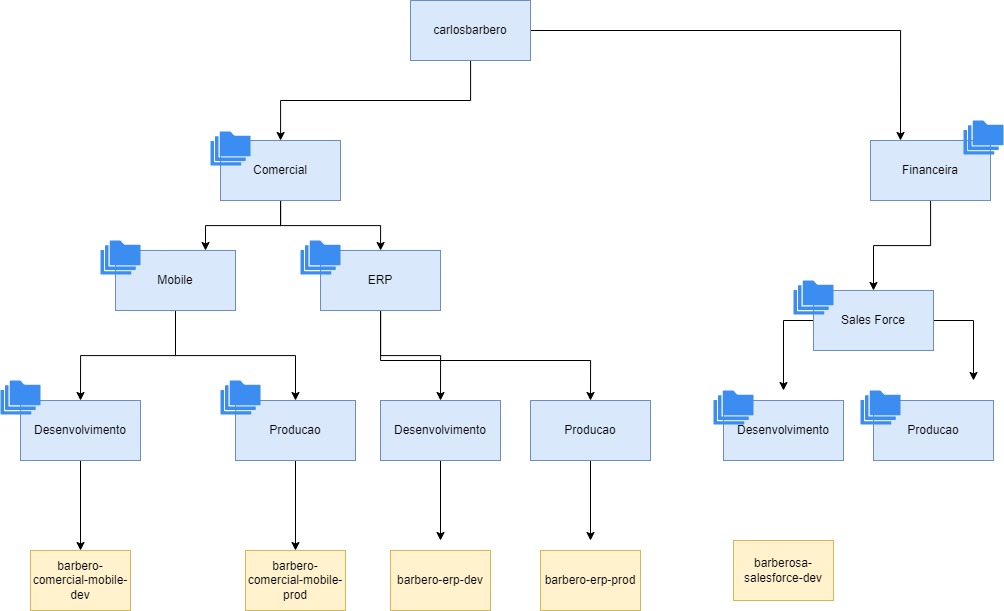 carlosbarbero
Comercial
Financeira
Mobile
ERP
Sales Force
Desenvolvimento
Producao
Desenvolvimento
Producao
Desenvolvimento
Producao
barbero-
comercial-mobile-
dev
barbero-
comercial-mobile-
prod
barbero-erp-dev
barbero-erp-prod
barberosa-
salesforce-dev